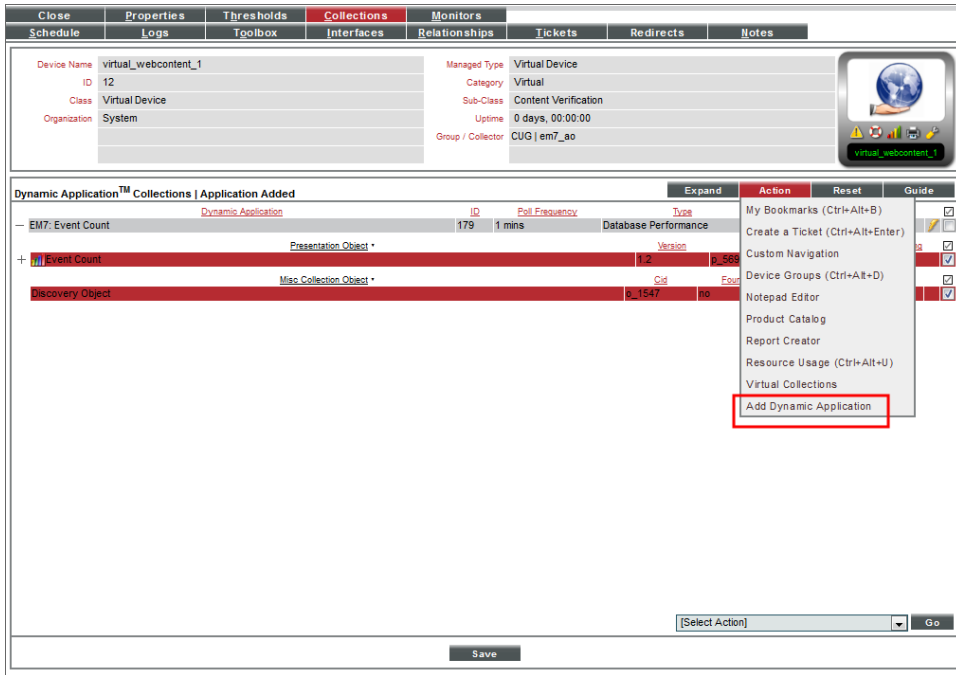 Close Properties Thresholds Collections Monitors
Schedule Logs Toolbox Interfaces Relationships Tickets Redirects Notes
Device Name virtual_webcontent_1 Managed Type Virtual Device
ID 12 Category Virtual
Class Virtual Device Sub-Class Content Verification
Organization System Uptime 0 days, 00:00:00
Group / Collector CUG | em7_ao
virtual_webcontent_1
Dynamic Application™ Collections | Application Added Expand Action Reset Guide
Dynamic Application ID Poll Frequency Type
— EM7: Event Count 179 1 mins Database Performance
Presentation Object • Version
+ Event Count 1.2 p_569
Misc Collection Object • Cid Four
Discovery Object o_1547 no
My Bookmarks (Ctrl+Alt+B)
Create a Ticket (Ctrl+Alt+Enter)
Custom Navigation
Device Groups (Ctrl+Alt+D)
Notepad Editor
Product Catalog
Report Creator
Resource Usage (Ctrl+Alt+U)
Virtual Collections
Add Dynamic Application
[Select Action] Go
Save